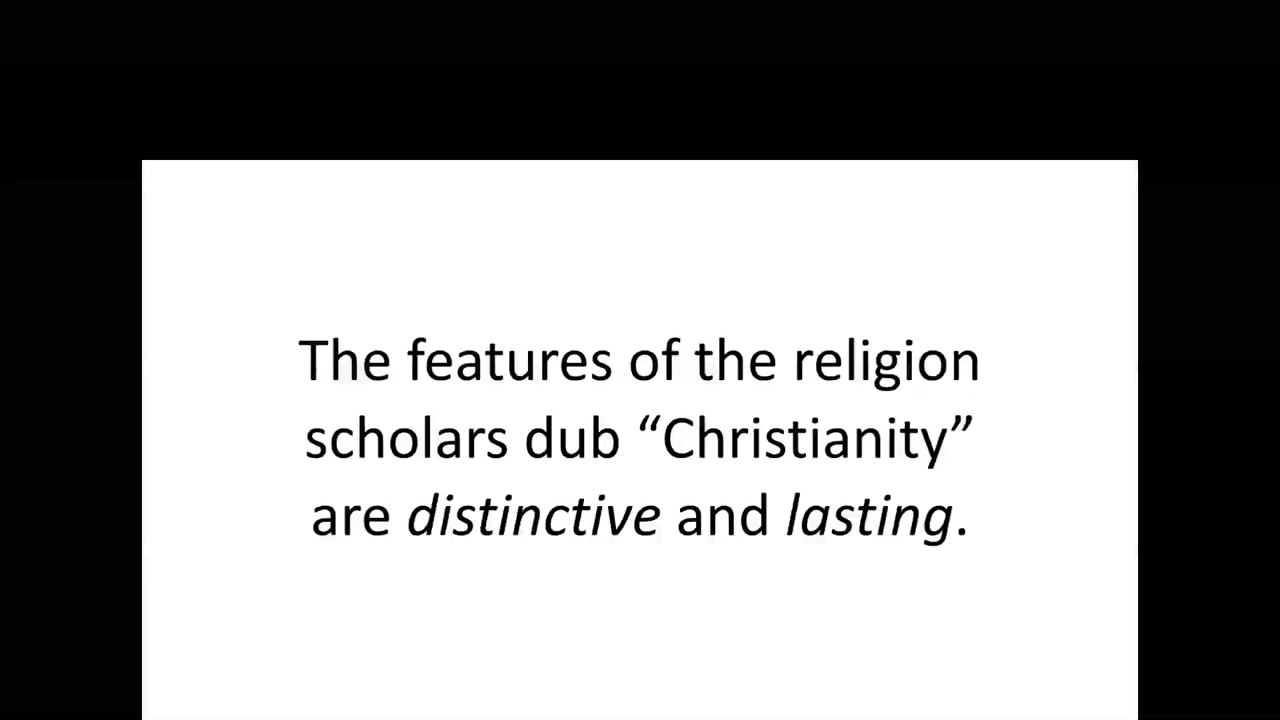 The features of the religion
scholars dub “Christianity”
are distinctive and lasting.